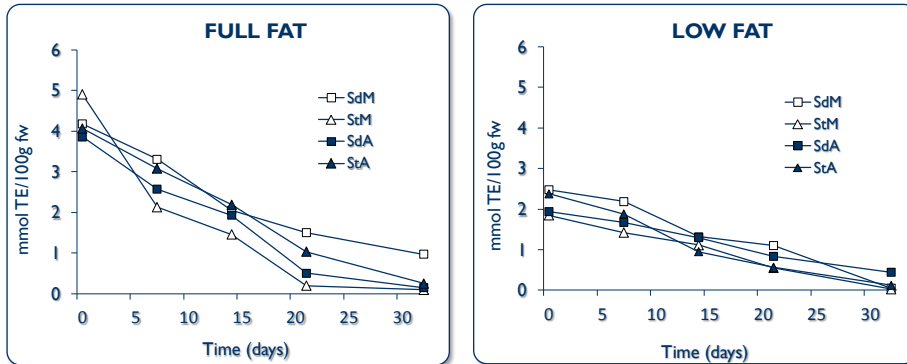 FULL FAT
mmol TE/100g fw
6
5
4
3
2
1
0
SdM
StM
SdA
StA
0 5 10 15 20 25 30
Time (days)
LOW FAT
mmol TE/100g fw
6
5
4
3
2
1
0
SdM
StM
SdA
StA
0 5 10 15 20 25 30
Time (days)